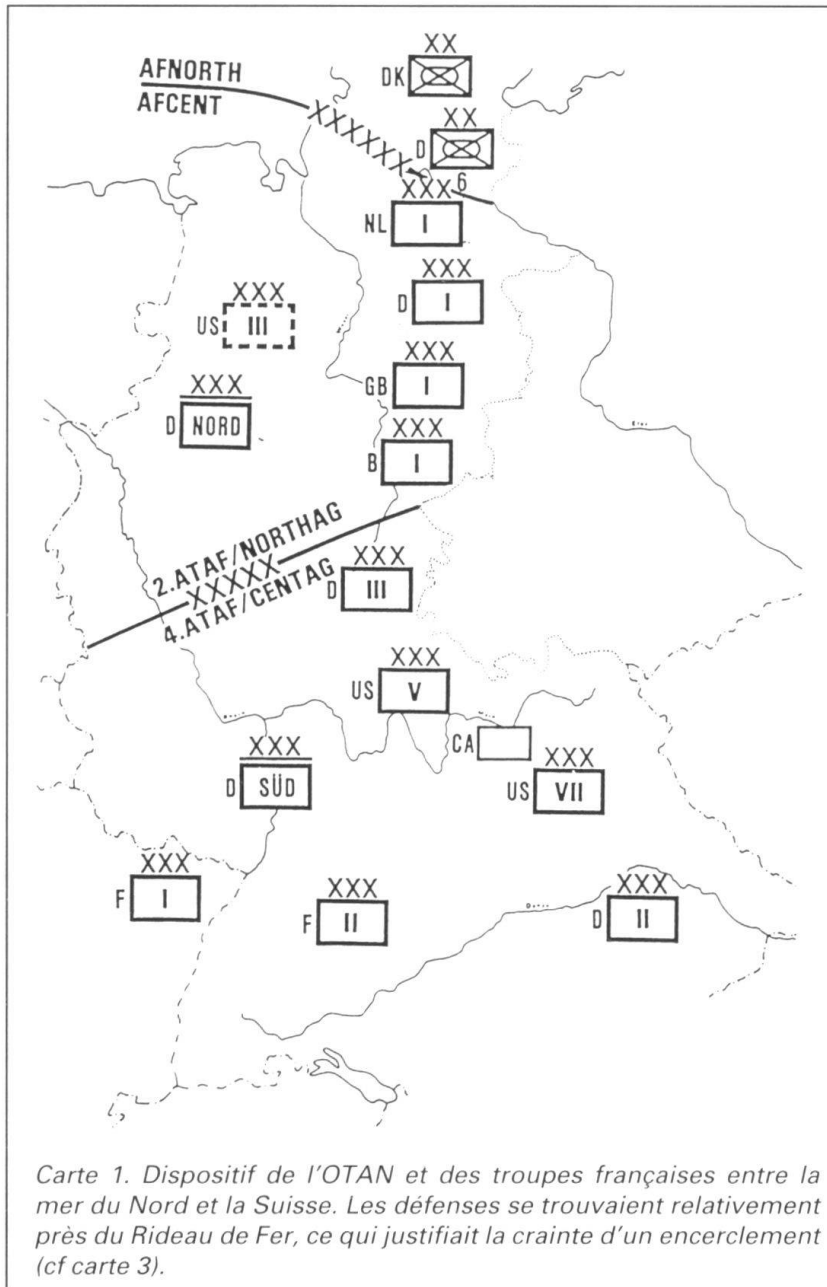 XX
DK
AFNORTH
AFCENT
XXXXXX
XX
D
6
XXX
NL I
XXX
D I
XXX
US III
XXX
GB I
XXX
D NORD
XXX
B I
2.ATAF/NORTHAG
XXXXX
4.ATAF/CENTAG
XXX
D III
XXX
US V
CA
XXX
D SÜD
XXX
US VII
XXX
F I
XXX
F II
XXX
D II
Carte 1. Dispositif de l'OTAN et des troupes françaises entre la
mer du Nord et la Suisse. Les défenses se trouvaient relativement
près du Rideau de Fer, ce qui justifiait la crainte d'un encerclement
(cf carte 3).